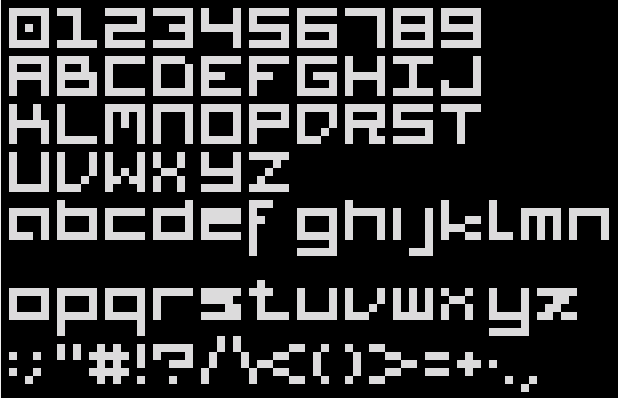 0123456789
ABCDEFGHIJ
KLMNOPQRST
UVWXYZ
abcdefghijklmn
opqrstuvwxyz
:;"#!?/\<{()}>=+